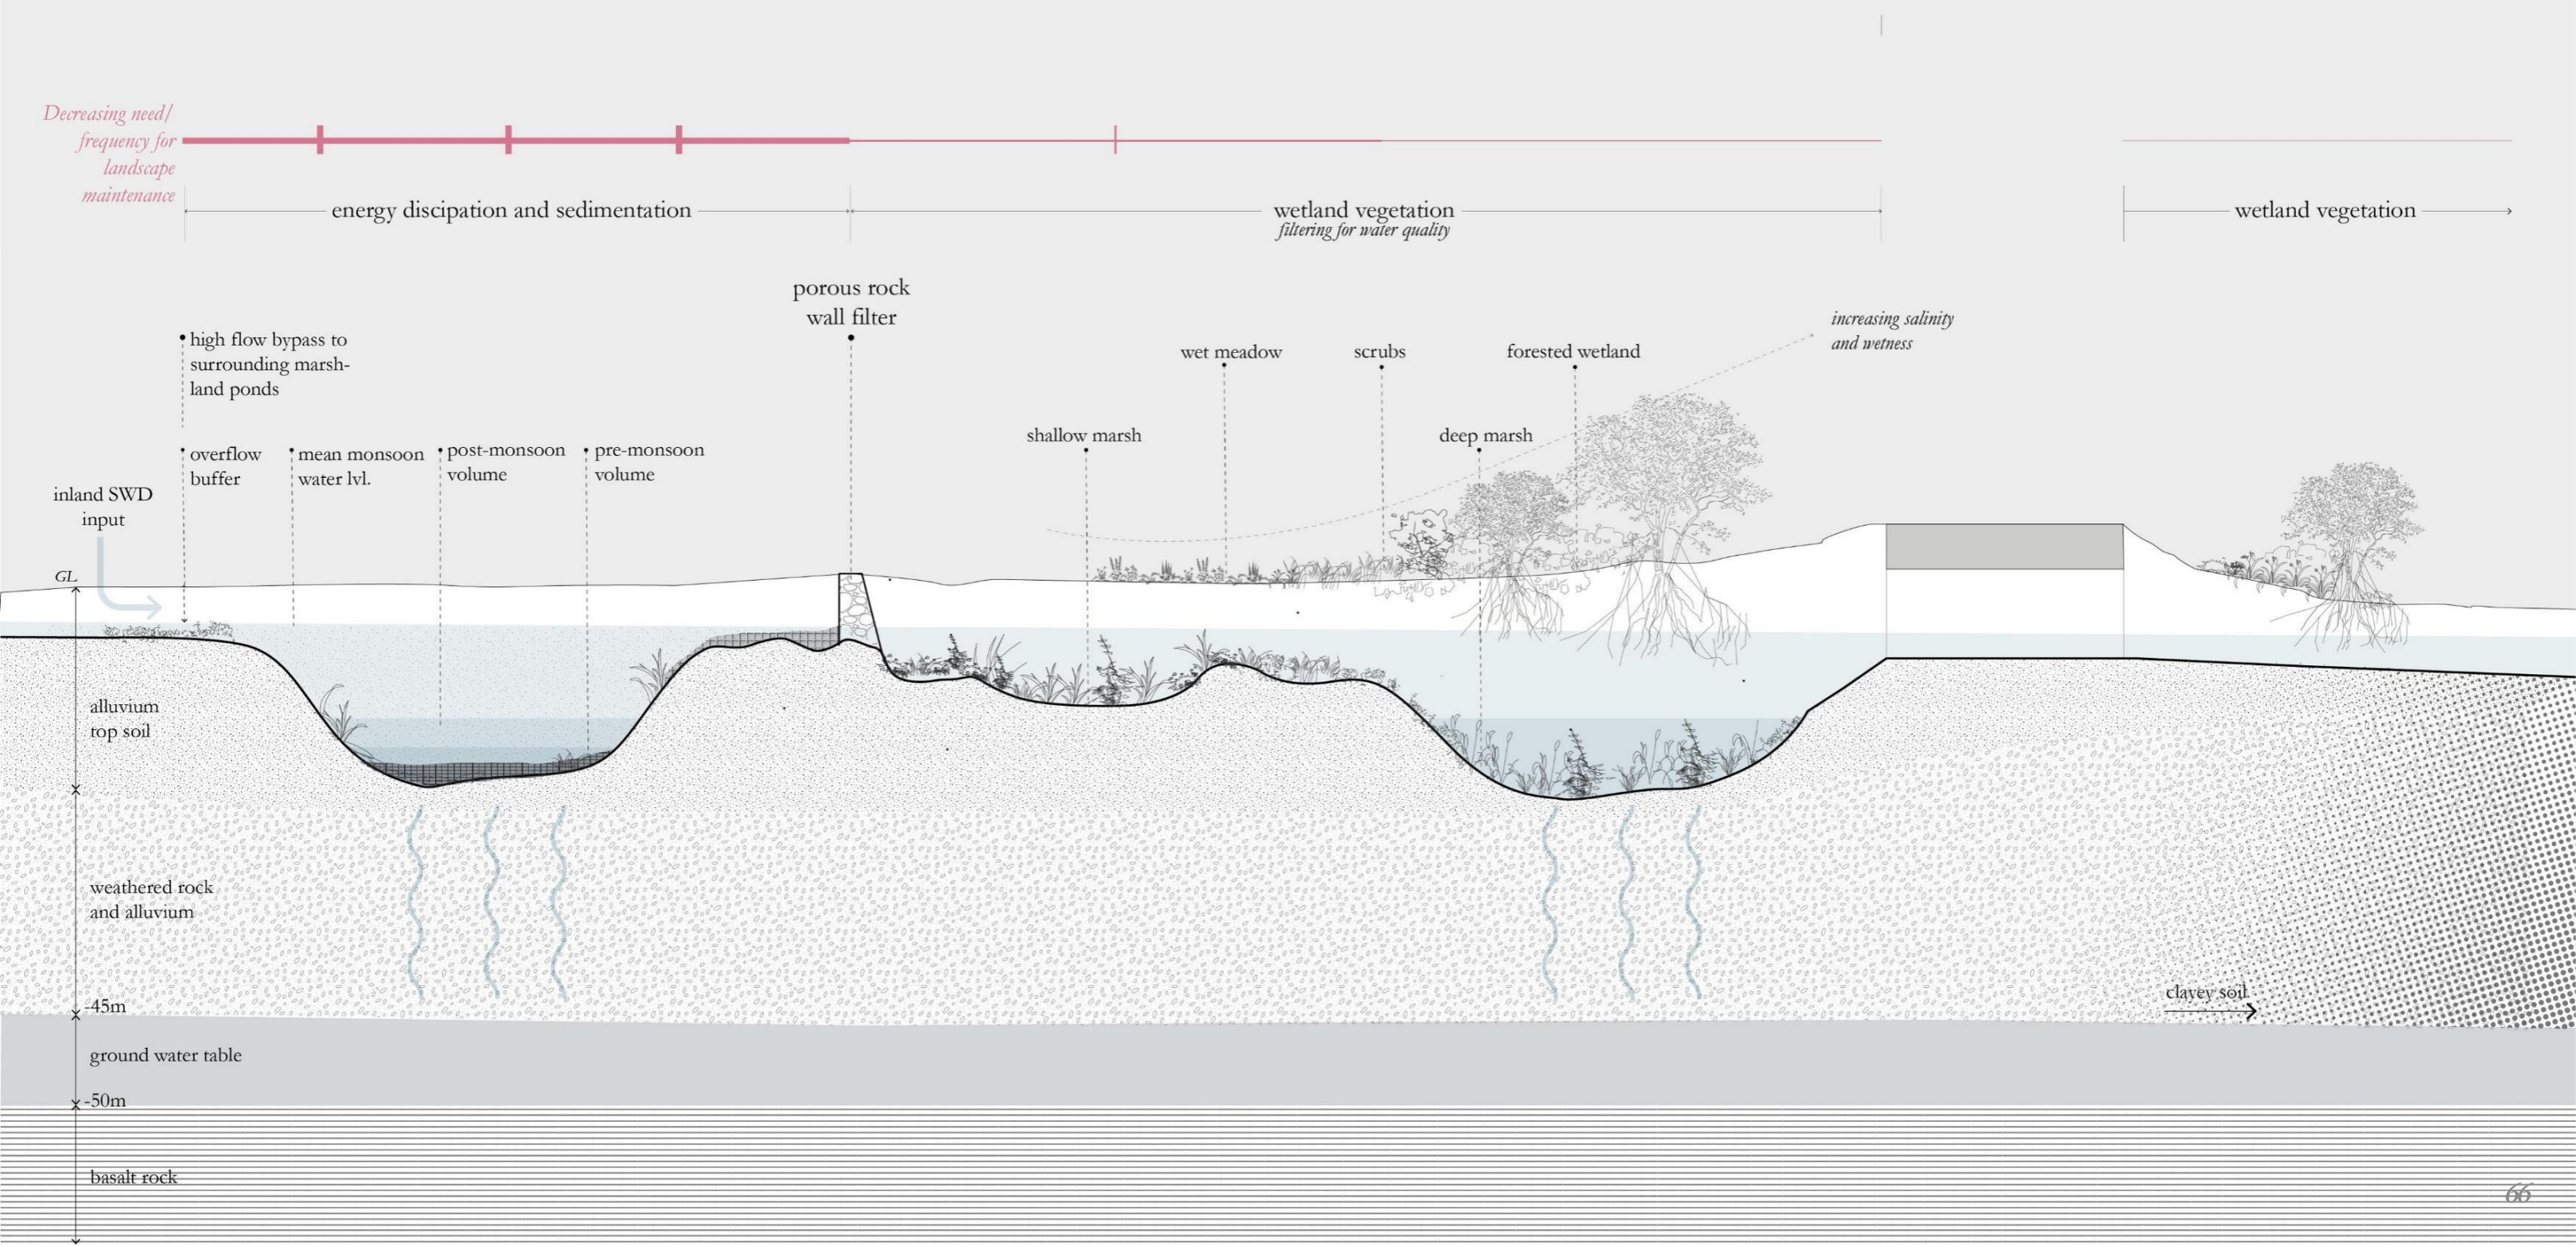 Decreasing need/
frequency for
landscape
maintenance
energy discipation and sedimentation
wetland vegetation
filtering for water quality
wetland vegetation
porous rock
wall filter
high flow bypass to
surrounding marsh-
land ponds
increasing salinity
and wetness
wet meadow
scrubs
forested wetland
shallow marsh
deep marsh
overflow
buffer
mean monsoon
water lvl.
post-monsoon
volume
pre-monsoon
volume
inland SWD
input
GL
alluvium
top soil
weathered rock
and alluvium
clayey soil
-45m
ground water table
-50m
basalt rock
66